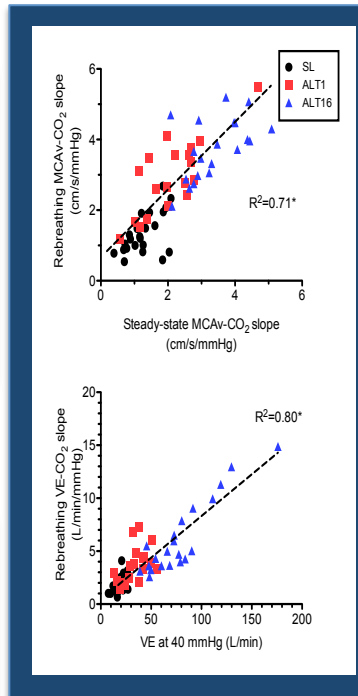 SL
ALT1
ALT16
Rebreathing MCAv-CO₂ slope
(cm/s/mmHg)
6
4
2
0
R²=0.71*
0 2 4 6
Steady-state MCAv-CO₂ slope
(cm/s/mmHg)
Rebreathing VE-CO₂ slope
(L/min/mmHg)
20
15
10
5
0
R²=0.80*
0 50 100 150 200
VE at 40 mmHg (L/min)